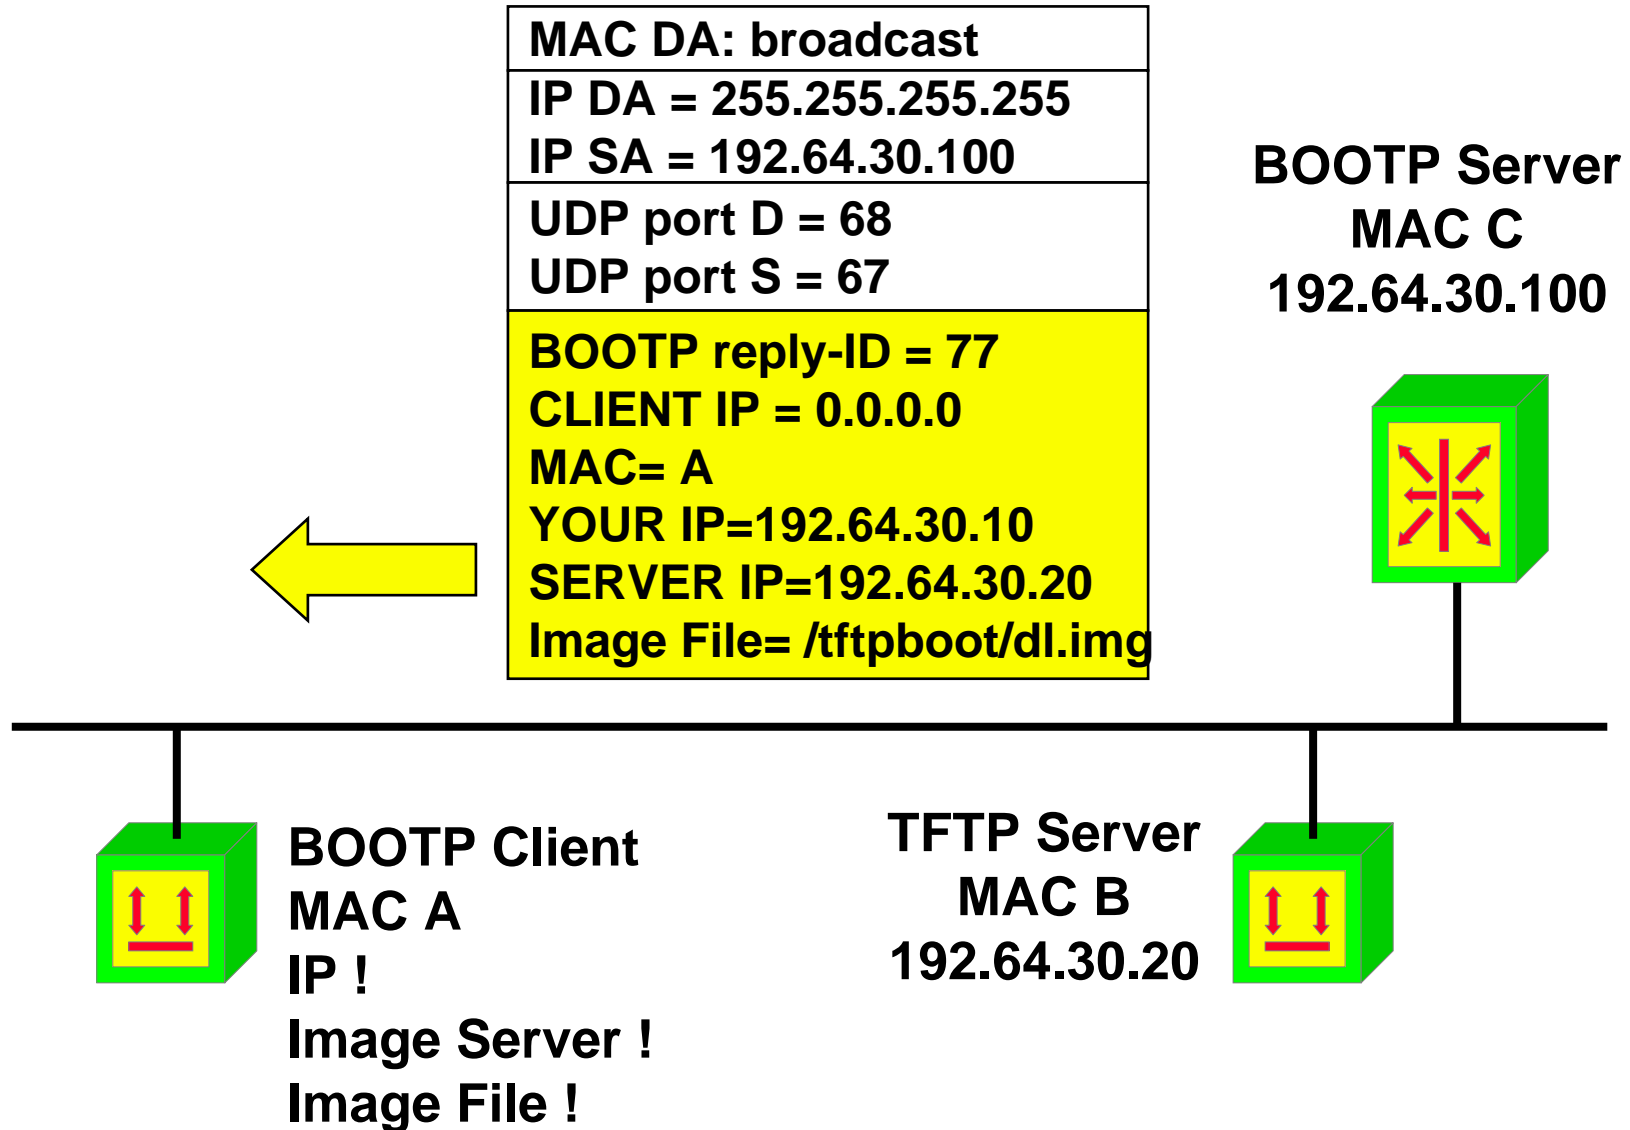 MAC DA: broadcast
IP DA = 255.255.255.255
IP SA = 192.64.30.100
UDP port D = 68
UDP port S = 67
BOOTP reply-ID = 77
CLIENT IP = 0.0.0.0
MAC= A
YOUR IP=192.64.30.10
SERVER IP=192.64.30.20
Image File= /tftpboot/dl.img
BOOTP Server
MAC C
192.64.30.100
BOOTP Client
MAC A
IP !
Image Server !
Image File !
TFTP Server
MAC B
192.64.30.20